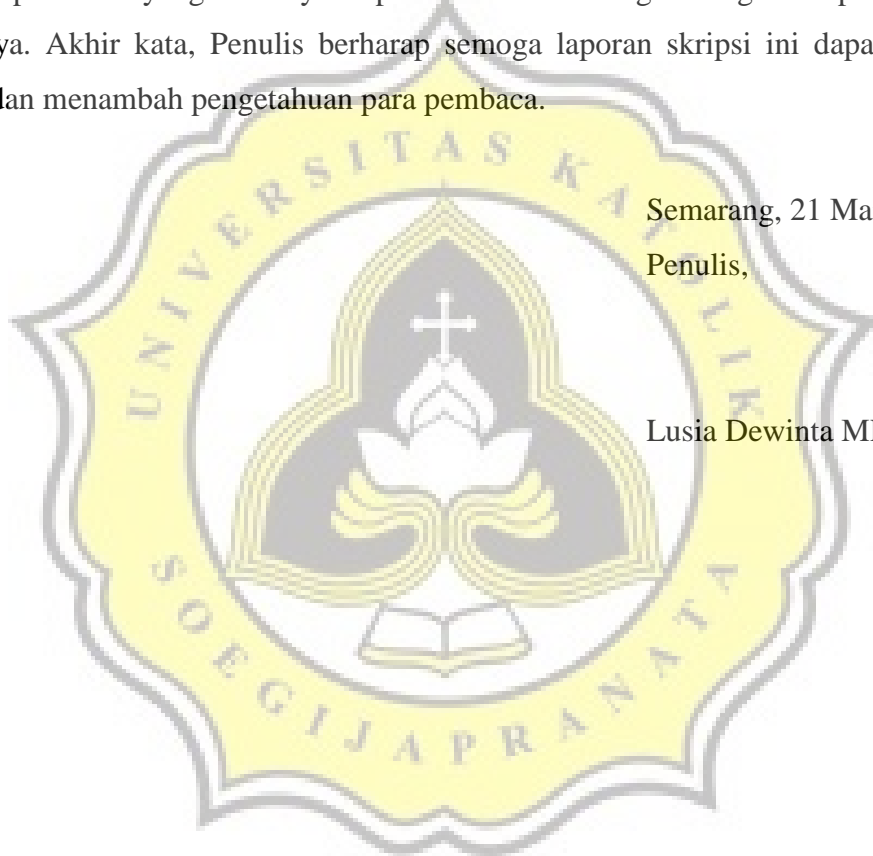 ya. Akhir kata, Penulis berharap semoga laporan skripsi ini dapa
dan menambah pengetahuan para pembaca.
Semarang, 21 Ma
Penulis,
Lusia Dewinta
UNIVERSITAS KATOLIK
SOEGIJAPRANATA